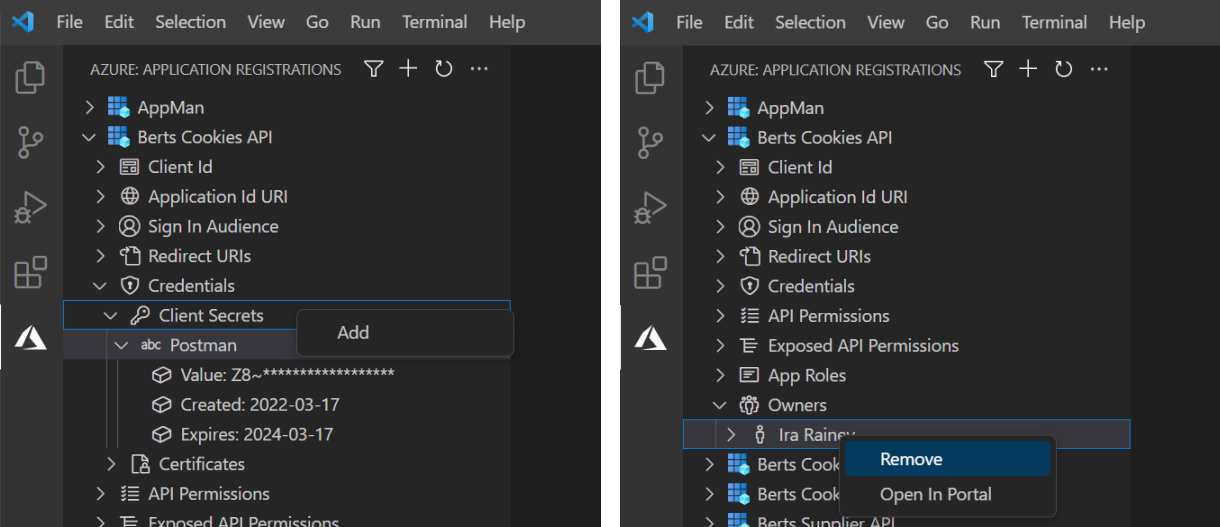 File Edit Selection View Go Run Terminal Help
AZURE: APPLICATION REGISTRATIONS
AppMan
Berts Cookies API
Client Id
Application Id URI
Sign In Audience
Redirect URIs
Credentials
Client Secrets
Add
abc Postman
Value: Z8~******************
Created: 2022-03-17
Expires: 2024-03-17
Certificates
API Permissions
Exposed API Permissions
File Edit Selection View Go Run Terminal Help
AZURE: APPLICATION REGISTRATIONS
AppMan
Berts Cookies API
Client Id
Application Id URI
Sign In Audience
Redirect URIs
Credentials
API Permissions
Exposed API Permissions
App Roles
Owners
Ira Rainey
Berts Cook
Remove
Berts Cook
Open In Portal
Berts Supplier API